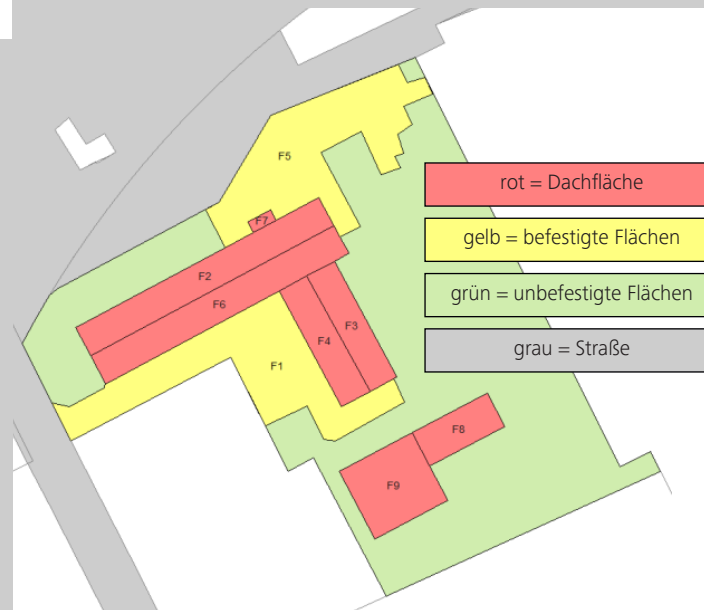 F5
rot = Dachfläche
F7
gelb = befestigte Flächen
F2
grün = unbefestigte Flächen
F6
F3
F4
grau = Straße
F1
F8
F9